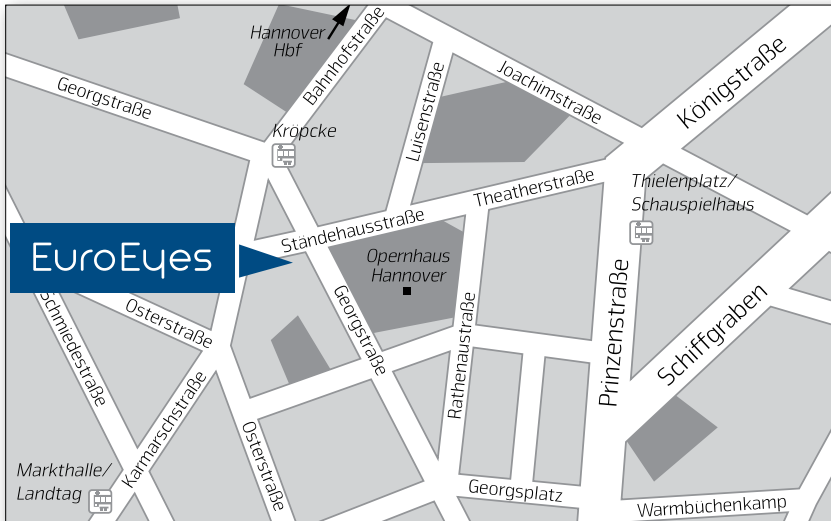 Hannover
Hbf
Bahnhofstraße
Georgstraße
Luisenstraße
Joachimstraße
Königstraße
Kröpcke
Theatherstraße
Thielenplatz/
Schauspielhaus
Ständehausstraße
EuroEyes
Opernhaus
Hannover
Osterstraße
Georgstraße
Schmiedestraße
Rathenaustraße
Prinzenstraße
Schiffgraben
Karmarschstraße
Osterstraße
Markthalle/
Landtag
Georgsplatz
Warmbüchenkamp